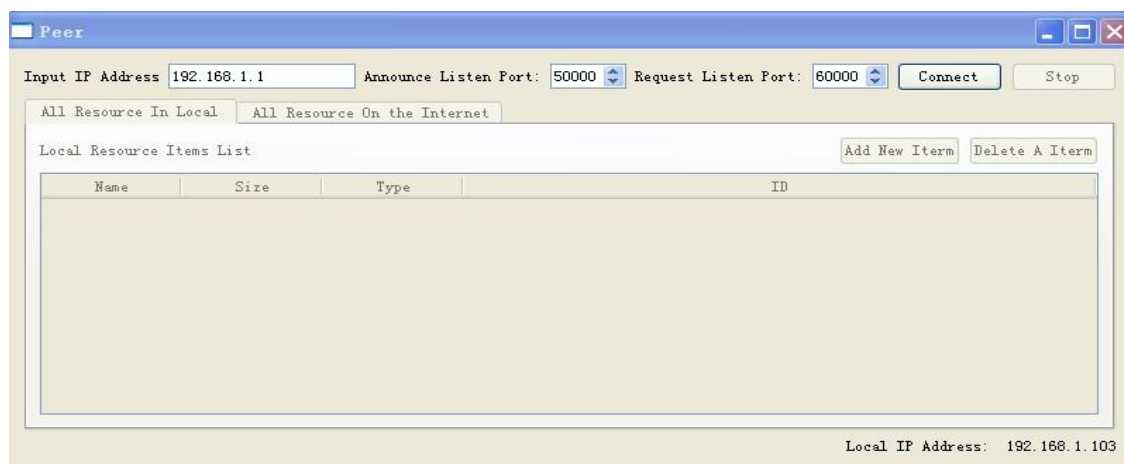 Peer
Input IP Address 192.168.1.1 Announce Listen Port: 50000 Request Listen Port: 60000 Connect Stop
All Resource In Local All Resource On the Internet
Local Resource Items List Add New Iterm Delete A Iterm
Name Size Type ID
Local IP Address: 192.168.1.103